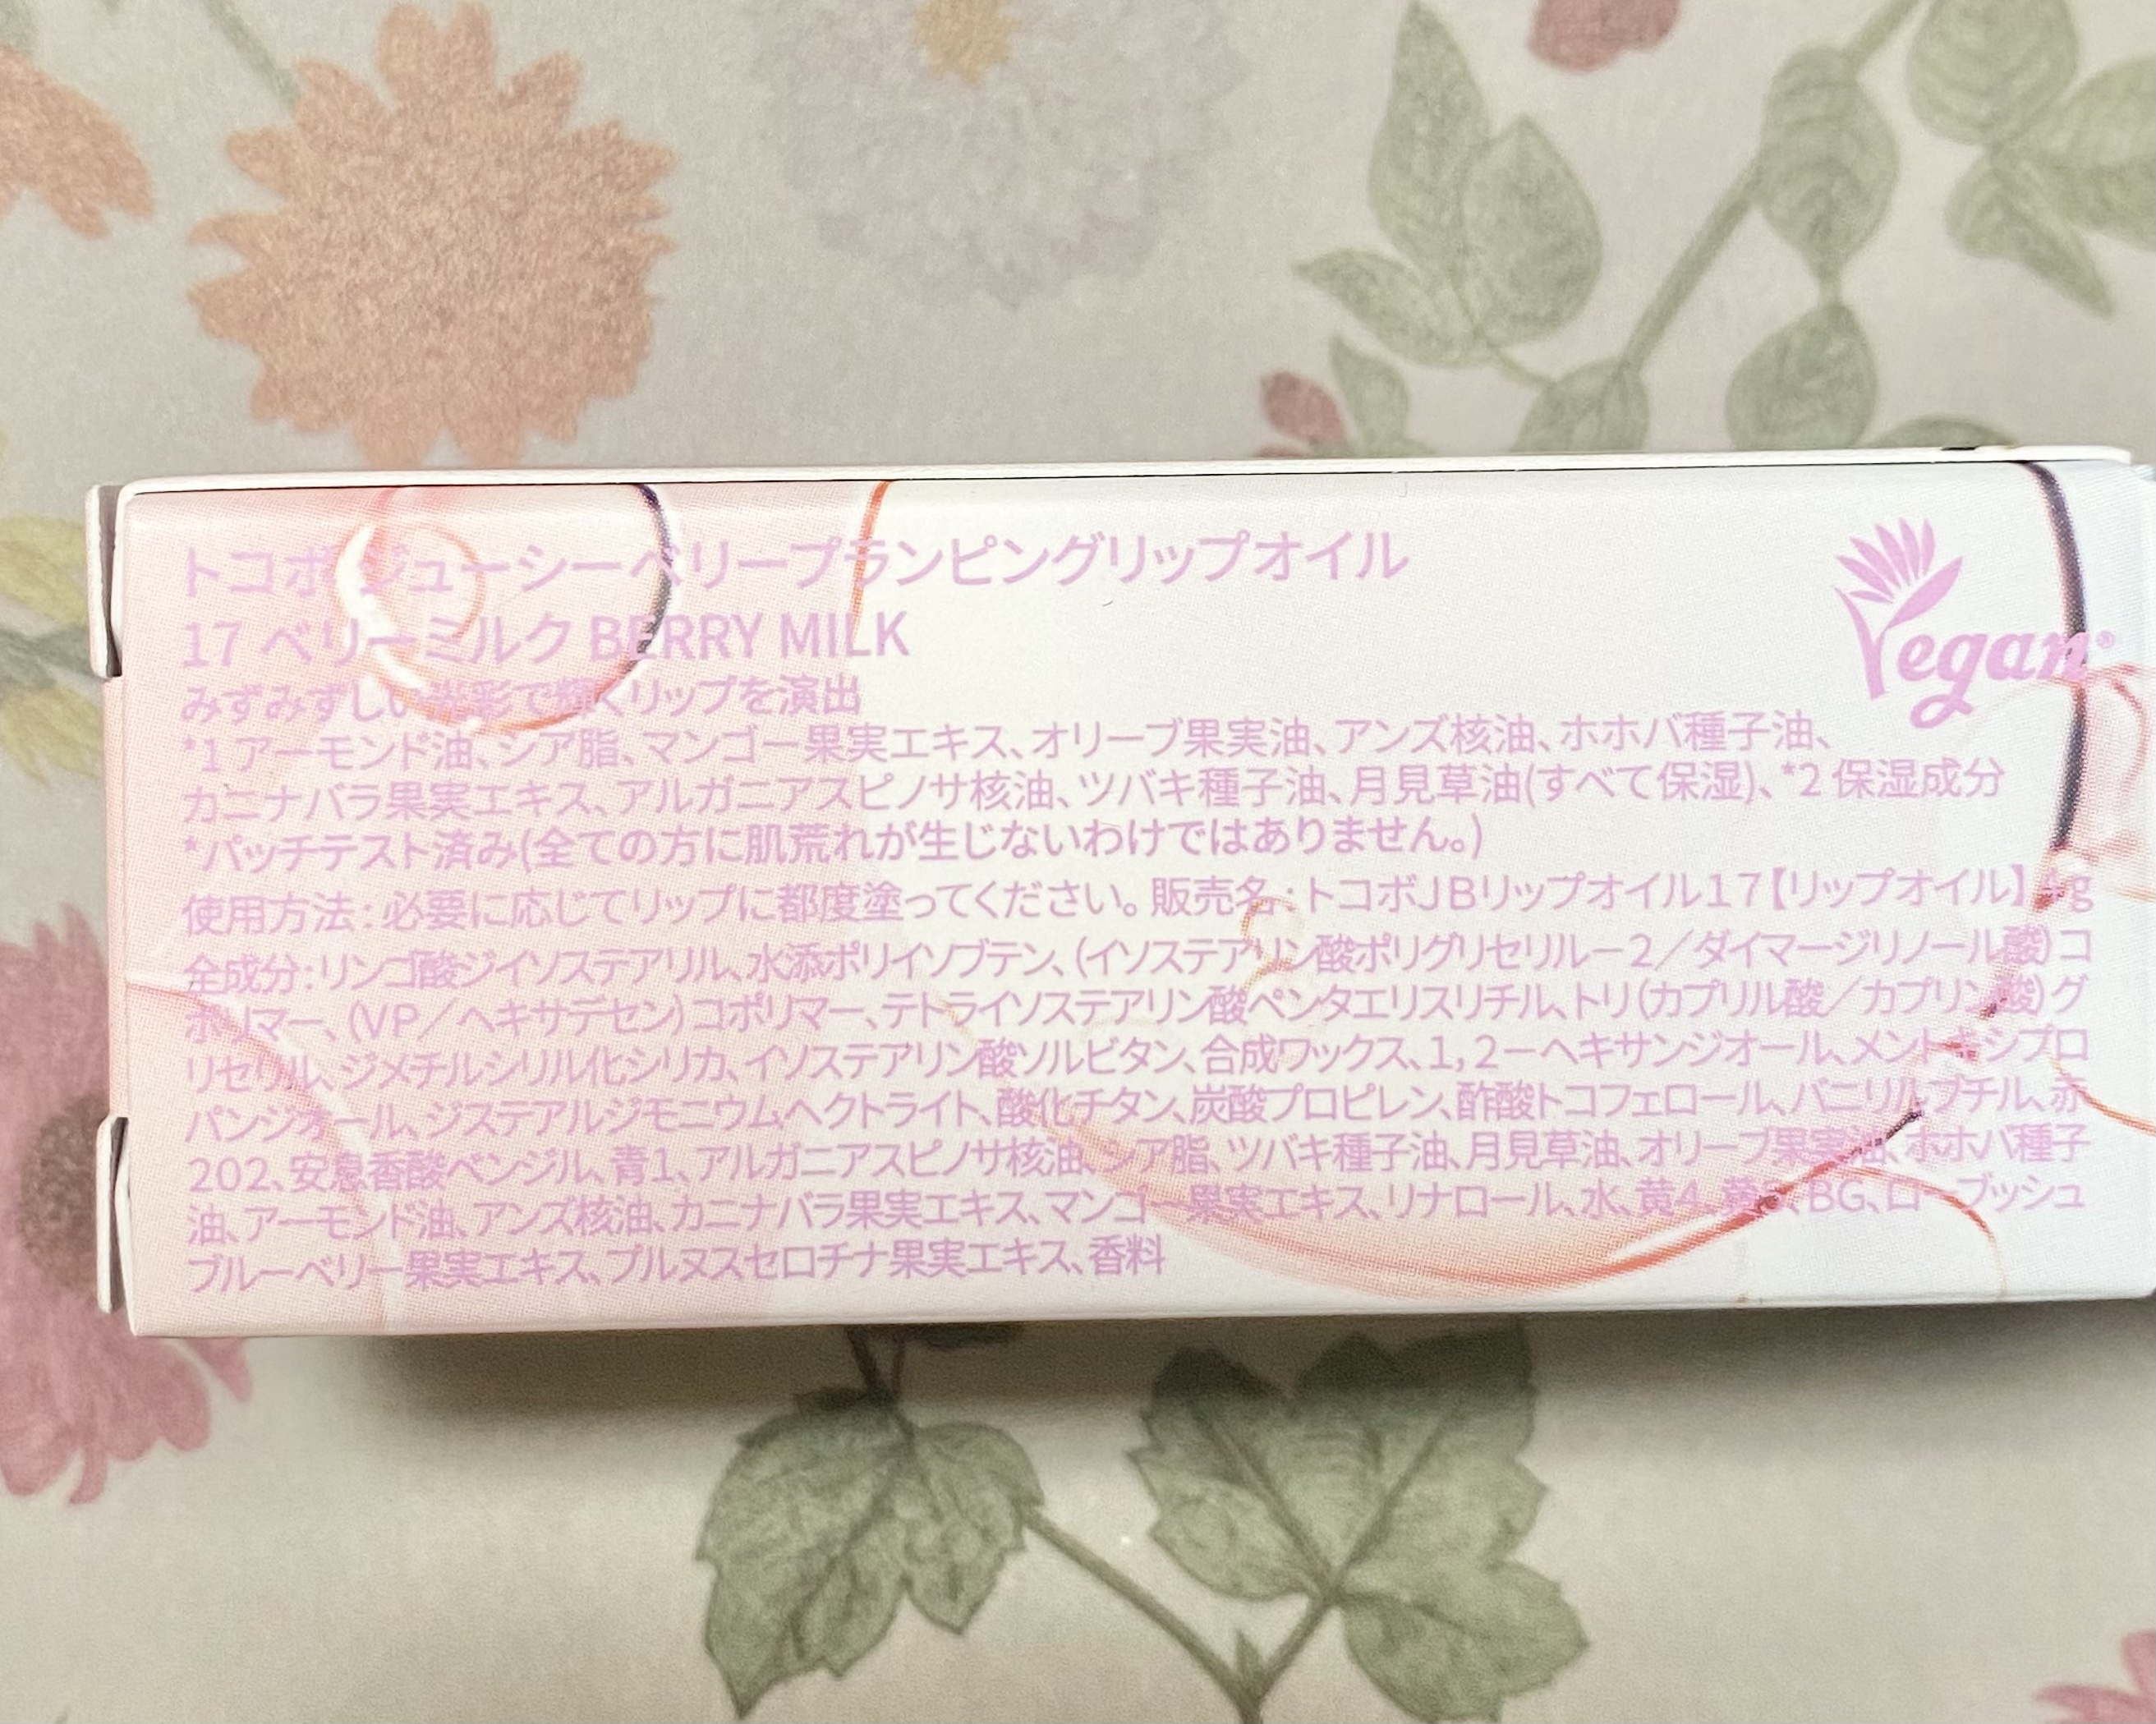 トコボ ジューシーベリープランピングリップオイル
Vegan®
17 ベリーミルク BERRY MILK
みずみずしい光彩で輝くリップを演出
*1 アーモンド油、シア脂、マンゴー果実エキス、オリーブ果実油、アンズ核油、ホホバ種子油、
カニナバラ果実エキス、アルガニアスピノサ核油、ツバキ種子油、月見草油(すべて保湿)、*2 保湿成分
*パッチテスト済み(全ての方に肌荒れが生じないわけではありません。)
使用方法:必要に応じてリップに都度塗ってください。販売名:トコボJBリップオイル17【リップオイル】 g
全成分:リンゴ酸ジイソステアリル、水添ポリイソブテン、(イソステアリン酸ポリグリセリル－2／ダイマージリノール酸)コ
ポリマー、(VP／ヘキサデセン)コポリマー、テトライソステアリン酸ペンタエリスリチル、トリ(カプリル酸／カプリン酸)グ
リセリル、ジメチルシリル化シリカ、イソステアリン酸ソルビタン、合成ワックス、1,2－ヘキサンジオール、メントキシプロ
パンジオール、ジステアルジモニウムヘクトライト、酸化チタン、炭酸プロピレン、酢酸トコフェロール、バニリルブチル、赤
202、安息香酸ベンジル、青1、アルガニアスピノサ核油、シア脂、ツバキ種子油、月見草油、オリーブ果実油、ホホバ種子
油、アーモンド油、アンズ核油、カニナバラ果実エキス、マンゴー果実エキス、リナロール、水、黄4、BG、ローブッシュ
ブルーベリー果実エキス、プルヌスセロチナ果実エキス、香料